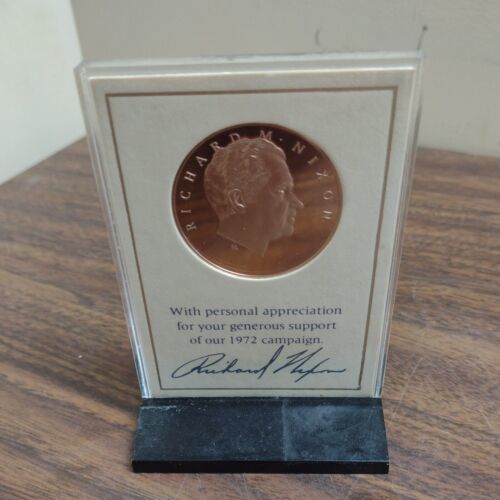 RICHARD M. NIXON
With personal appreciation
for your generous support
of our 1972 campaign.
Richard Nixon